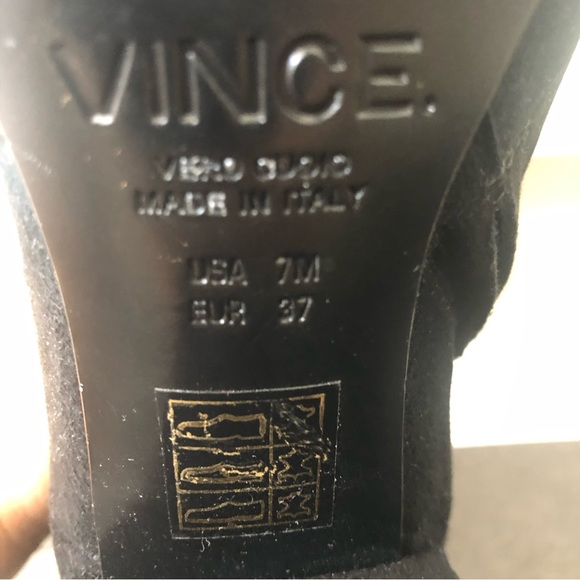 VINCE.
VERO CUOIO
MADE IN ITALY
USA 7M
EUR 37